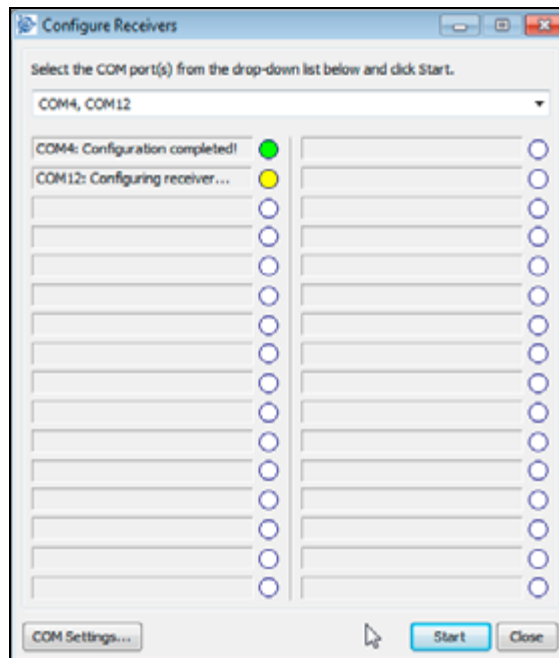 Configure Receivers
Select the COM port(s) from the drop-down list below and click Start.
COM4, COM12
COM4: Configuration completed!
COM12: Configuring receiver...
COM Settings...
Start
Close